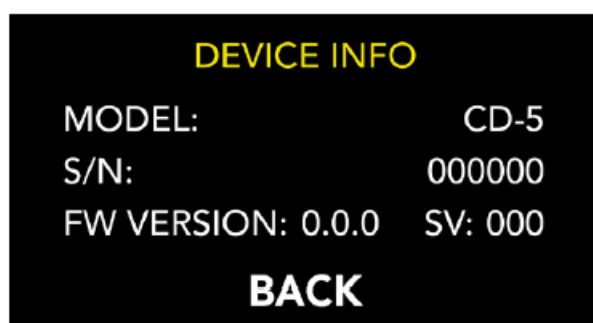 DEVICE INFO
MODEL: CD-5
S/N: 000000
FW VERSION: 0.0.0 SV: 000
BACK